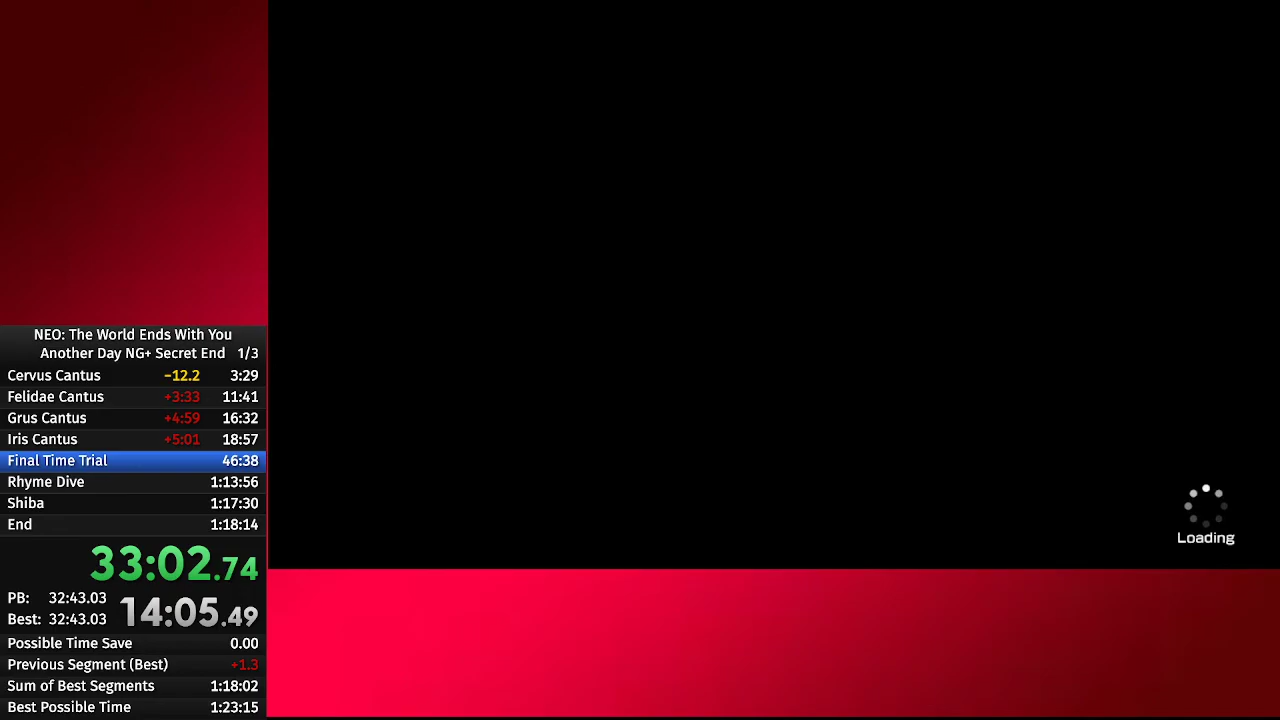 NEO: The World Ends With You
Another Day NG+ Secret End 1/3
Cervus Cantus -12.2 3:29
Felidae Cantus +3:33 11:41
Grus Cantus +4:59 16:32
Iris Cantus +5:01 18:57
Final Time Trial 46:38
Rhyme Dive 1:13:56
Shiba 1:17:30
End 1:18:14
33:02.74
PB: 32:43.03
Best: 32:43.03
14:05.49
Possible Time Save 0.00
Previous Segment (Best) +1.3
Sum of Best Segments 1:18:02
Best Possible Time 1:23:15
Loading